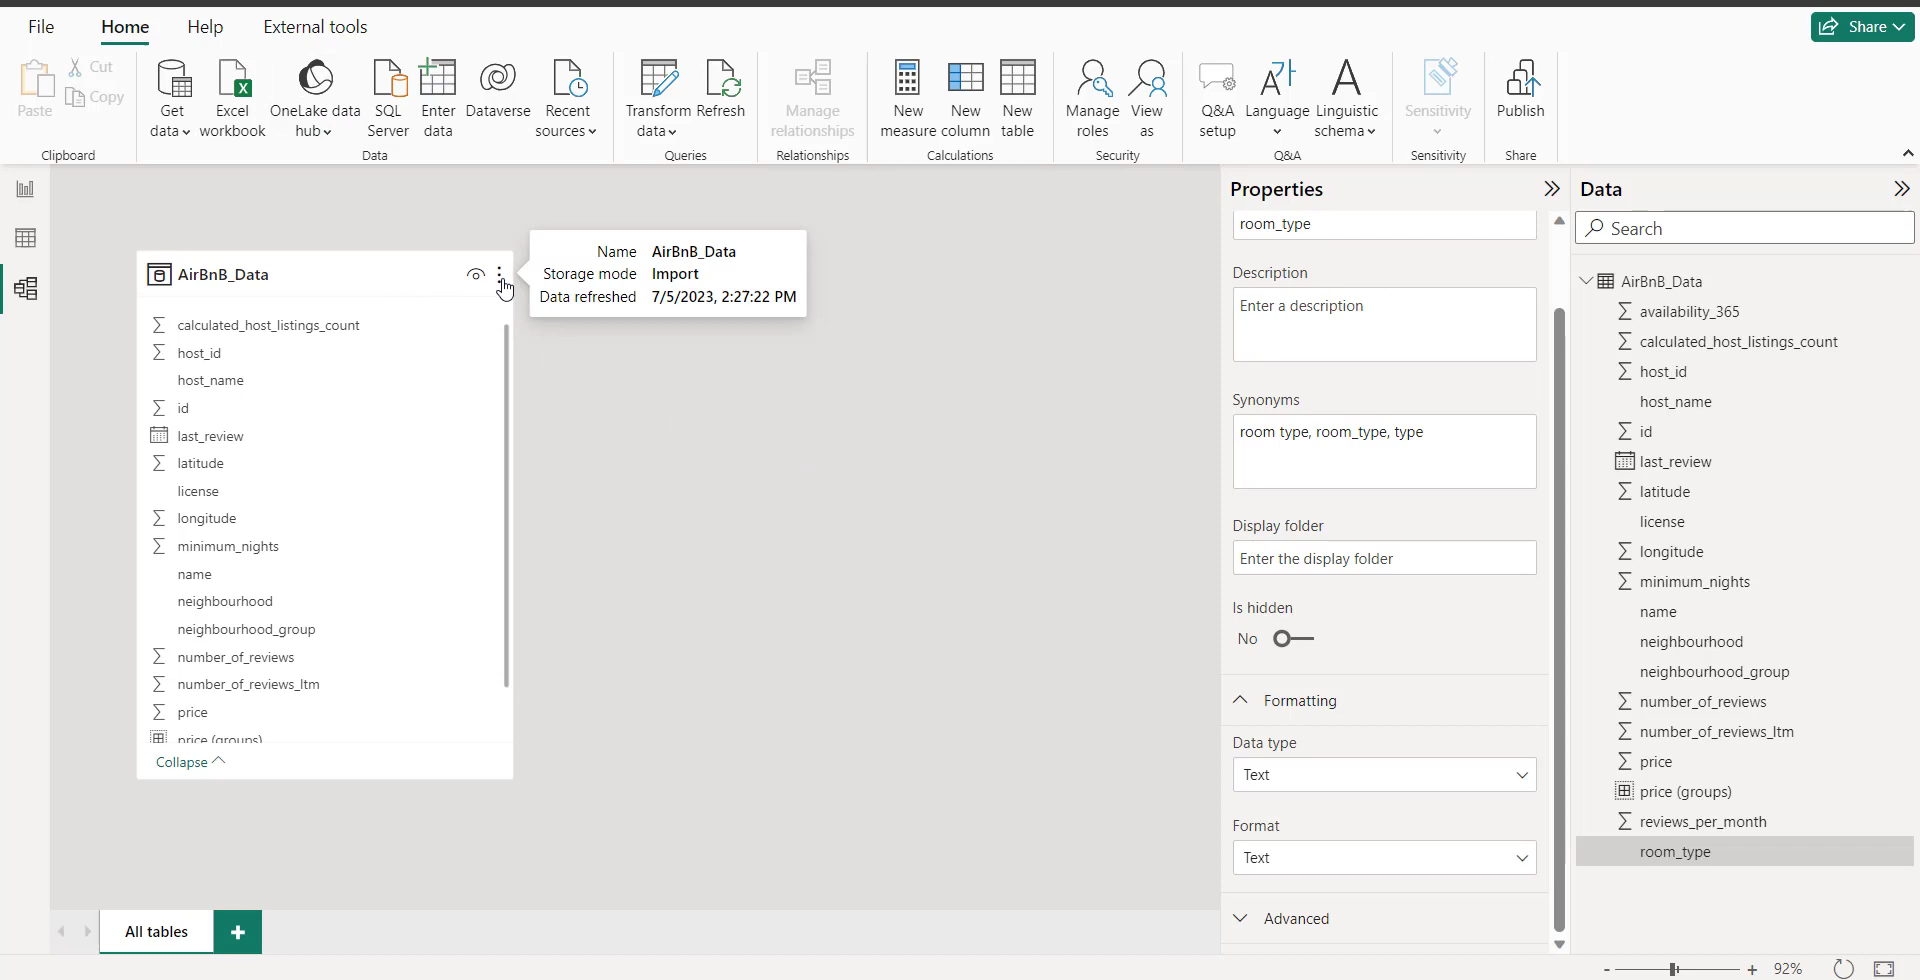 File
Home
Help
External tools
Share
Paste
Cut
Copy
Clipboard
Get data
Excel workbook
OneLake data hub
SQL Server
Enter data
Dataverse
Recent sources
Data
Transform data
Refresh
Queries
Manage relationships
Relationships
New measure
New column
New table
Calculations
Manage roles
View as
Security
Q&A setup
Language
Linguistic schema
Q&A
Sensitivity
Sensitivity
Publish
Share
AirBnB_Data
Name AirBnB_Data
Storage mode Import
Data refreshed 7/5/2023, 2:27:22 PM
calculated_host_listings_count
host_id
host_name
id
last_review
latitude
license
longitude
minimum_nights
name
neighbourhood
neighbourhood_group
number_of_reviews
number_of_reviews_ltm
price
price (groups)
Collapse
All tables
Properties
room_type
Description
Enter a description
Synonyms
room type, room_type, type
Display folder
Enter the display folder
Is hidden
No
Formatting
Data type
Text
Format
Text
Advanced
Data
Search
AirBnB_Data
availability_365
calculated_host_listings_count
host_id
host_name
id
last_review
latitude
license
longitude
minimum_nights
name
neighbourhood
neighbourhood_group
number_of_reviews
number_of_reviews_ltm
price
price (groups)
reviews_per_month
room_type
- + 92%